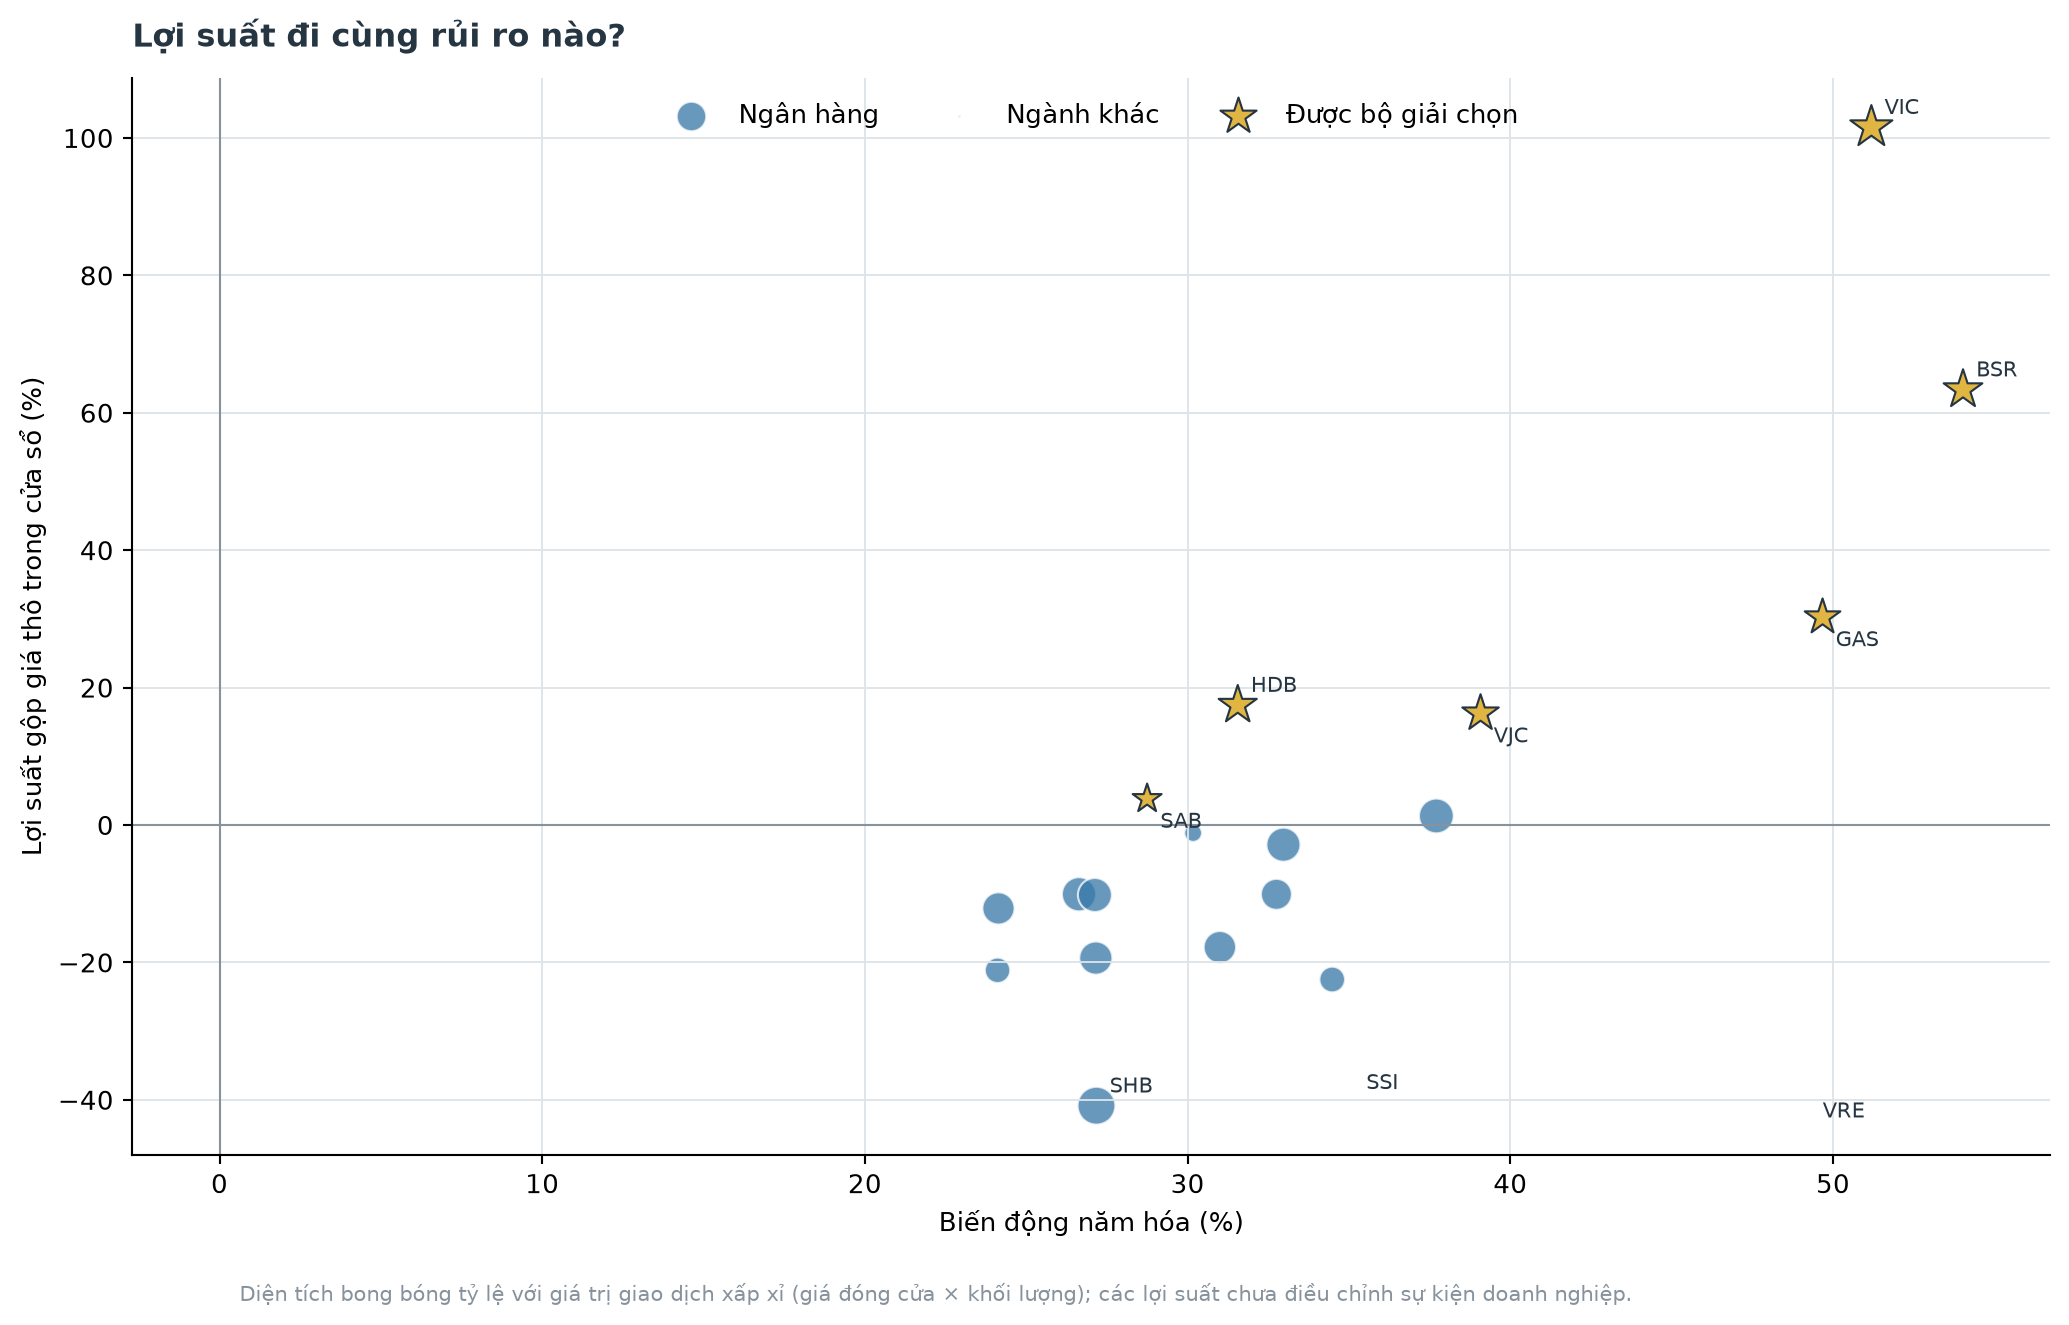 Lợi suất đi cùng rủi ro nào?
Ngân hàng
Ngành khác
Được bộ giải chọn
VIC
BSR
GAS
HDB
VJC
SAB
SHB
SSI
VRE
100
80
60
40
20
0
−20
−40
Lợi suất gộp giá thô trong cửa sổ (%)
0 10 20 30 40 50
Biến động năm hóa (%)
Diện tích bong bóng tỷ lệ với giá trị giao dịch xấp xỉ (giá đóng cửa × khối lượng); các lợi suất chưa điều chỉnh sự kiện doanh nghiệp.